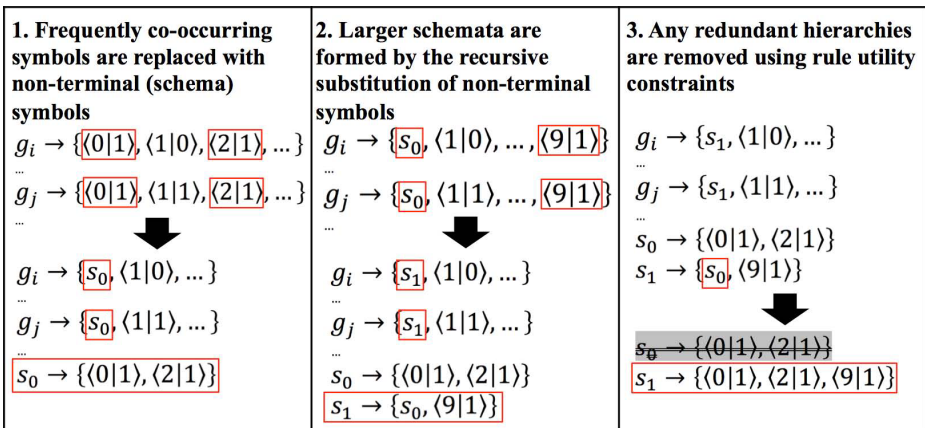 1. Frequently co-occurring
symbols are replaced with
non-terminal (schema)
symbols
g_i → {⟨0|1⟩, ⟨1|0⟩, ⟨2|1⟩, ... }
...
g_j → {⟨0|1⟩, ⟨1|1⟩, ⟨2|1⟩, ... }
...
g_i → {s_0, ⟨1|0⟩, ... }
...
g_j → {s_0, ⟨1|1⟩, ... }
...
s_0 → {⟨0|1⟩, ⟨2|1⟩}
2. Larger schemata are
formed by the recursive
substitution of non-terminal
symbols
g_i → {s_0, ⟨1|0⟩, ... , ⟨9|1⟩}
...
g_j → {s_0, ⟨1|1⟩, ... , ⟨9|1⟩}
...
g_i → {s_1, ⟨1|0⟩, ... }
...
g_j → {s_1, ⟨1|1⟩, ... }
...
s_0 → {⟨0|1⟩, ⟨2|1⟩}
s_1 → {s_0, ⟨9|1⟩}
3. Any redundant hierarchies
are removed using rule utility
constraints
g_i → {s_1, ⟨1|0⟩, ... }
...
g_j → {s_1, ⟨1|1⟩, ... }
...
s_0 → {⟨0|1⟩, ⟨2|1⟩}
s_1 → {s_0, ⟨9|1⟩}
s_0 → {⟨0|1⟩, ⟨2|1⟩}
s_1 → {⟨0|1⟩, ⟨2|1⟩, ⟨9|1⟩}